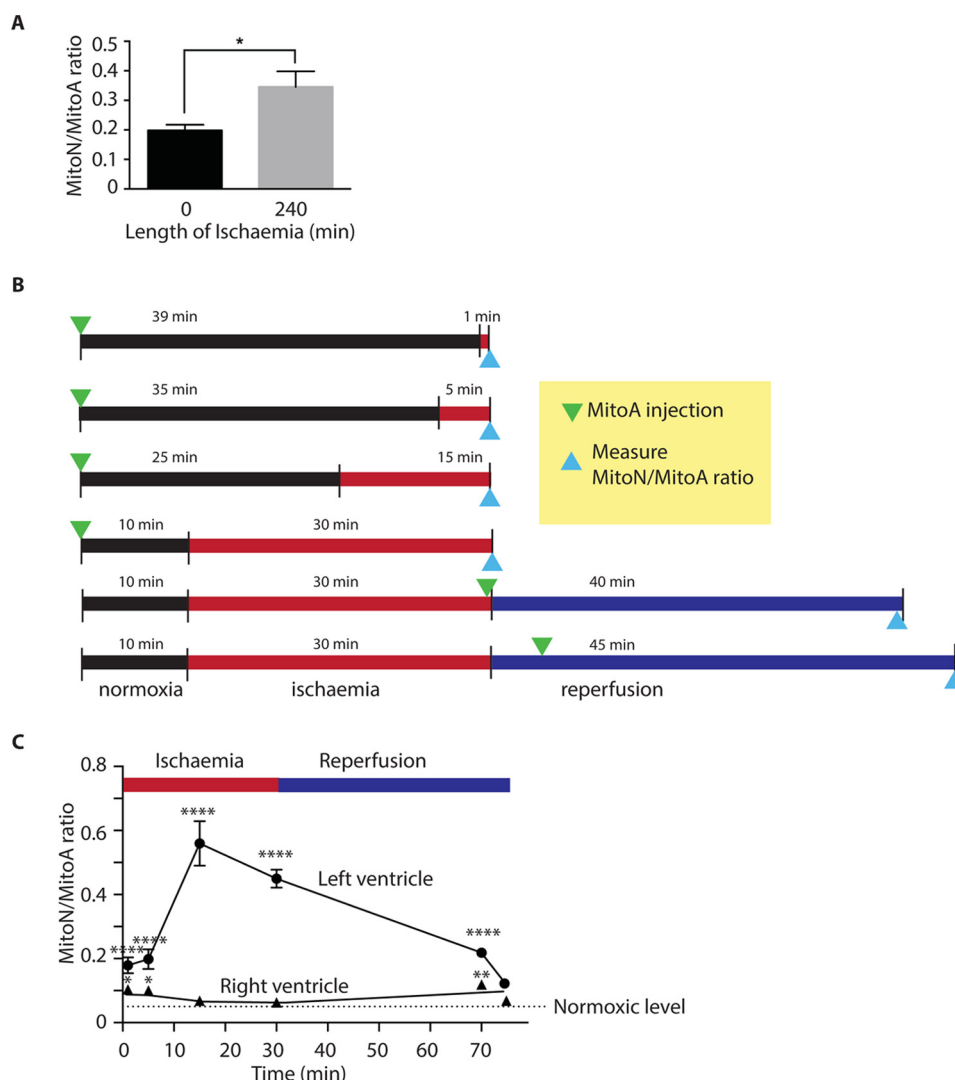 A
MitoN/MitoA ratio
0.5
0.4
0.3
0.2
0.1
0
*
0 240
Length of Ischaemia (min)
B
39 min 1 min
35 min 5 min
25 min 15 min
10 min 30 min
10 min 30 min 40 min
10 min 30 min 45 min
normoxia ischaemia reperfusion
MitoA injection
Measure
MitoN/MitoA ratio
C
MitoN/MitoA ratio
0.8
0.6
0.4
0.2
0
Ischaemia Reperfusion
****
****
Left ventricle
**** **** ****
* * **
Right ventricle
Normoxic level
0 10 20 30 40 50 60 70
Time (min)